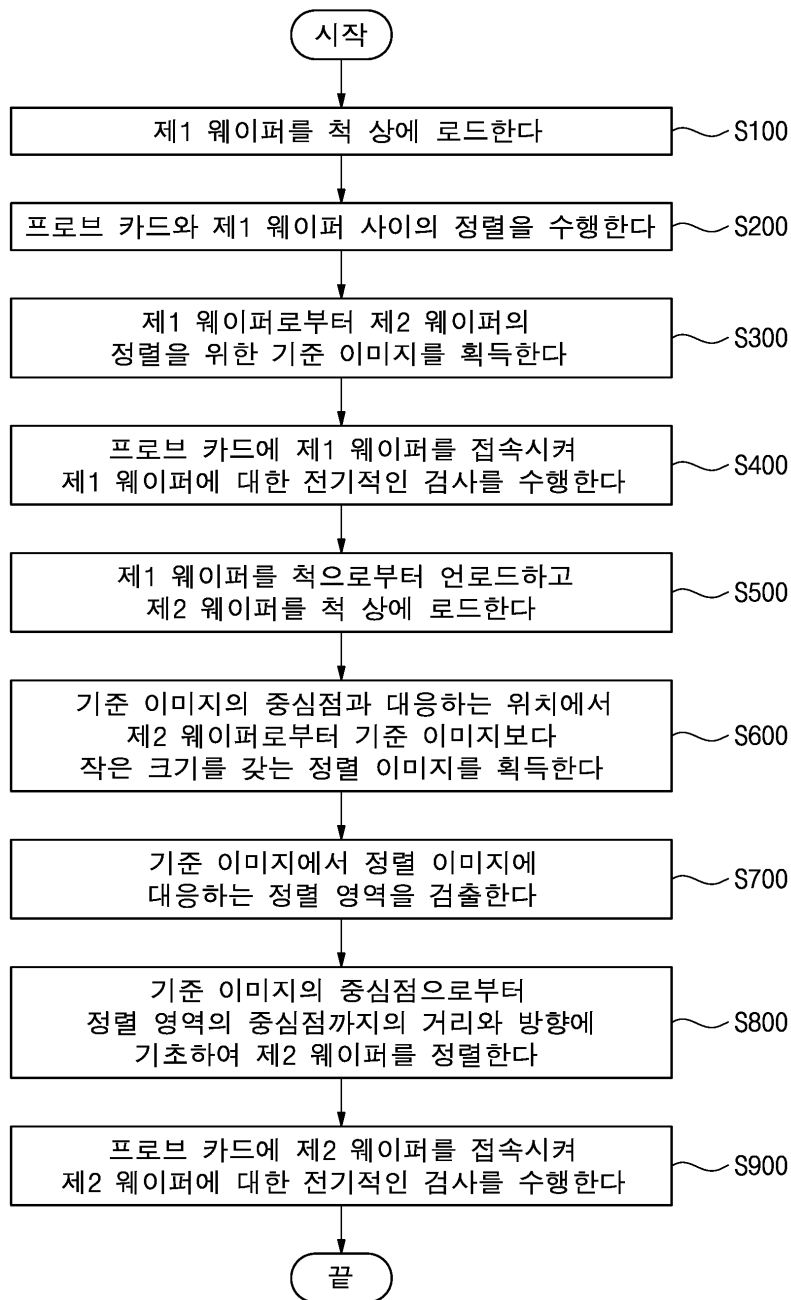 시작
제1 웨이퍼를 척 상에 로드한다
S100
프로브 카드와 제1 웨이퍼 사이의 정렬을 수행한다
S200
제1 웨이퍼로부터 제2 웨이퍼의
정렬을 위한 기준 이미지를 획득한다
S300
프로브 카드에 제1 웨이퍼를 접속시켜
제1 웨이퍼에 대한 전기적인 검사를 수행한다
S400
제1 웨이퍼를 척으로부터 언로드하고
제2 웨이퍼를 척 상에 로드한다
S500
기준 이미지의 중심점과 대응하는 위치에서
제2 웨이퍼로부터 기준 이미지보다
작은 크기를 갖는 정렬 이미지를 획득한다
S600
기준 이미지에서 정렬 이미지에
대응하는 정렬 영역을 검출한다
S700
기준 이미지의 중심점으로부터
정렬 영역의 중심점까지의 거리와 방향에
기초하여 제2 웨이퍼를 정렬한다
S800
프로브 카드에 제2 웨이퍼를 접속시켜
제2 웨이퍼에 대한 전기적인 검사를 수행한다
S900
끝